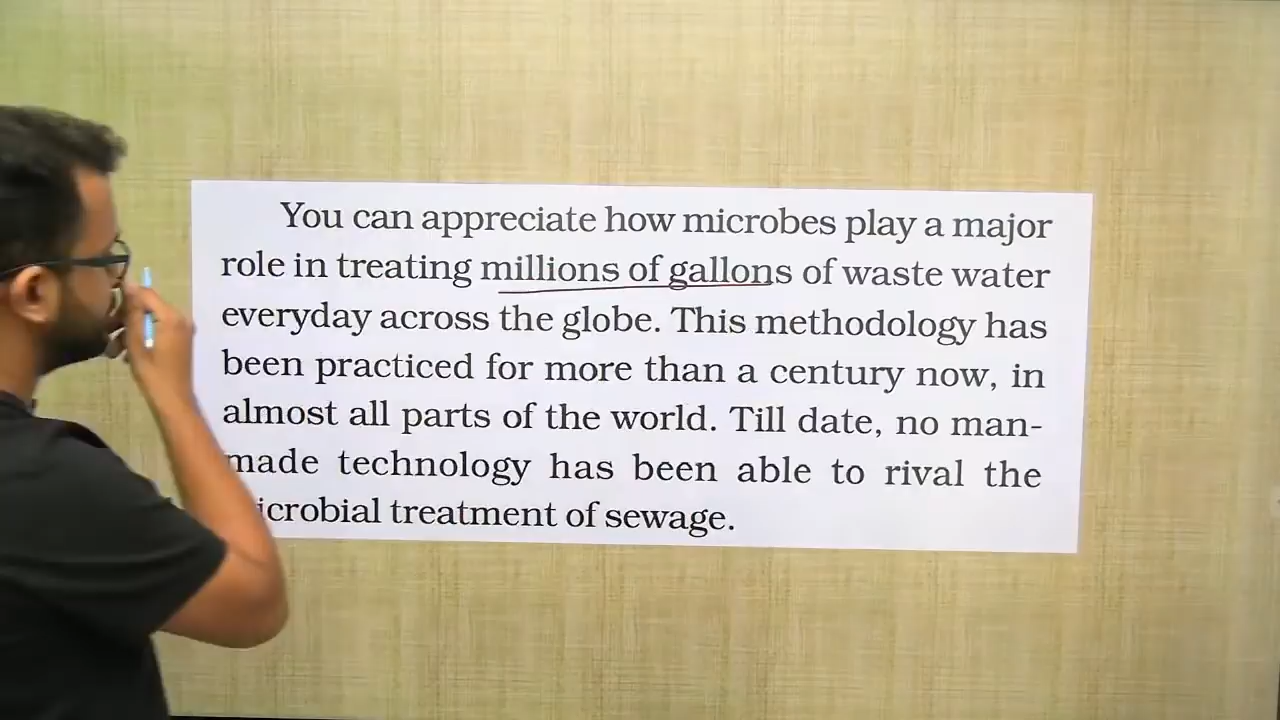 You can appreciate how microbes play a major
role in treating millions of gallons of waste water
everyday across the globe. This methodology has
been practiced for more than a century now, in
almost all parts of the world. Till date, no man-
made technology has been able to rival the
icrobial treatment of sewage.